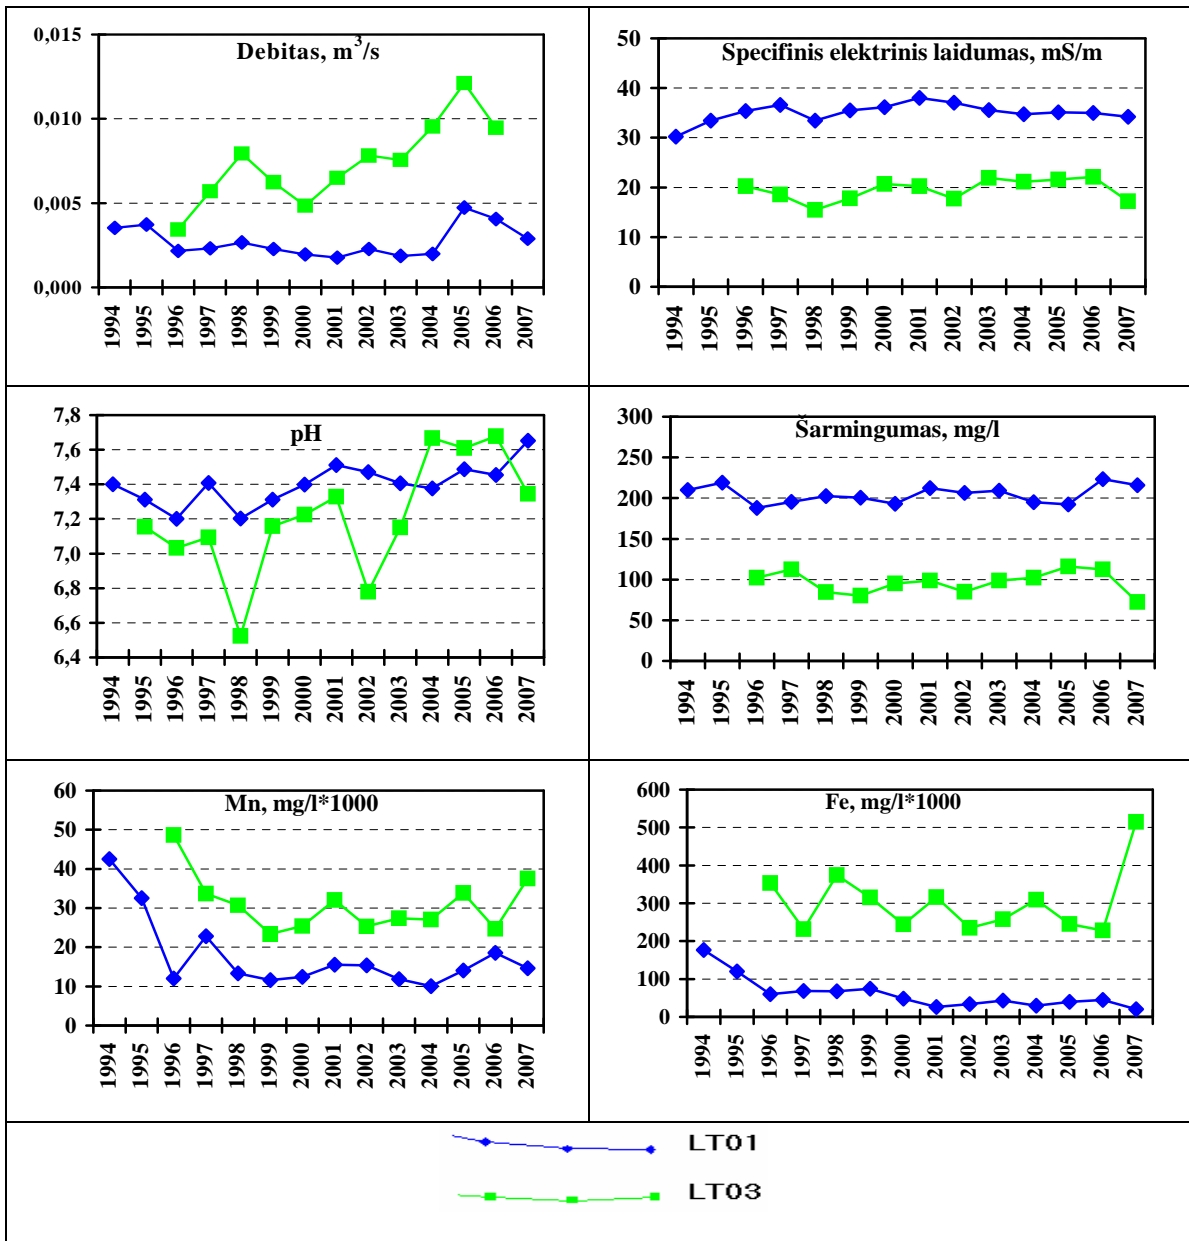 Debitas, m³/s
0,015
0,010
0,005
0,000
1994 1995 1996 1997 1998 1999 2000 2001 2002 2003 2004 2005 2006 2007
Specifinis elektrinis laidumas, mS/m
50
40
30
20
10
0
1994 1995 1996 1997 1998 1999 2000 2001 2002 2003 2004 2005 2006 2007
pH
7,8
7,6
7,4
7,2
7,0
6,8
6,6
6,4
1994 1995 1996 1997 1998 1999 2000 2001 2002 2003 2004 2005 2006 2007
Šarmingumas, mg/l
300
250
200
150
100
50
0
1994 1995 1996 1997 1998 1999 2000 2001 2002 2003 2004 2005 2006 2007
Mn, mg/l*1000
60
50
40
30
20
10
0
1994 1995 1996 1997 1998 1999 2000 2001 2002 2003 2004 2005 2006 2007
Fe, mg/l*1000
600
500
400
300
200
100
0
1994 1995 1996 1997 1998 1999 2000 2001 2002 2003 2004 2005 2006 2007
LT01
LT03